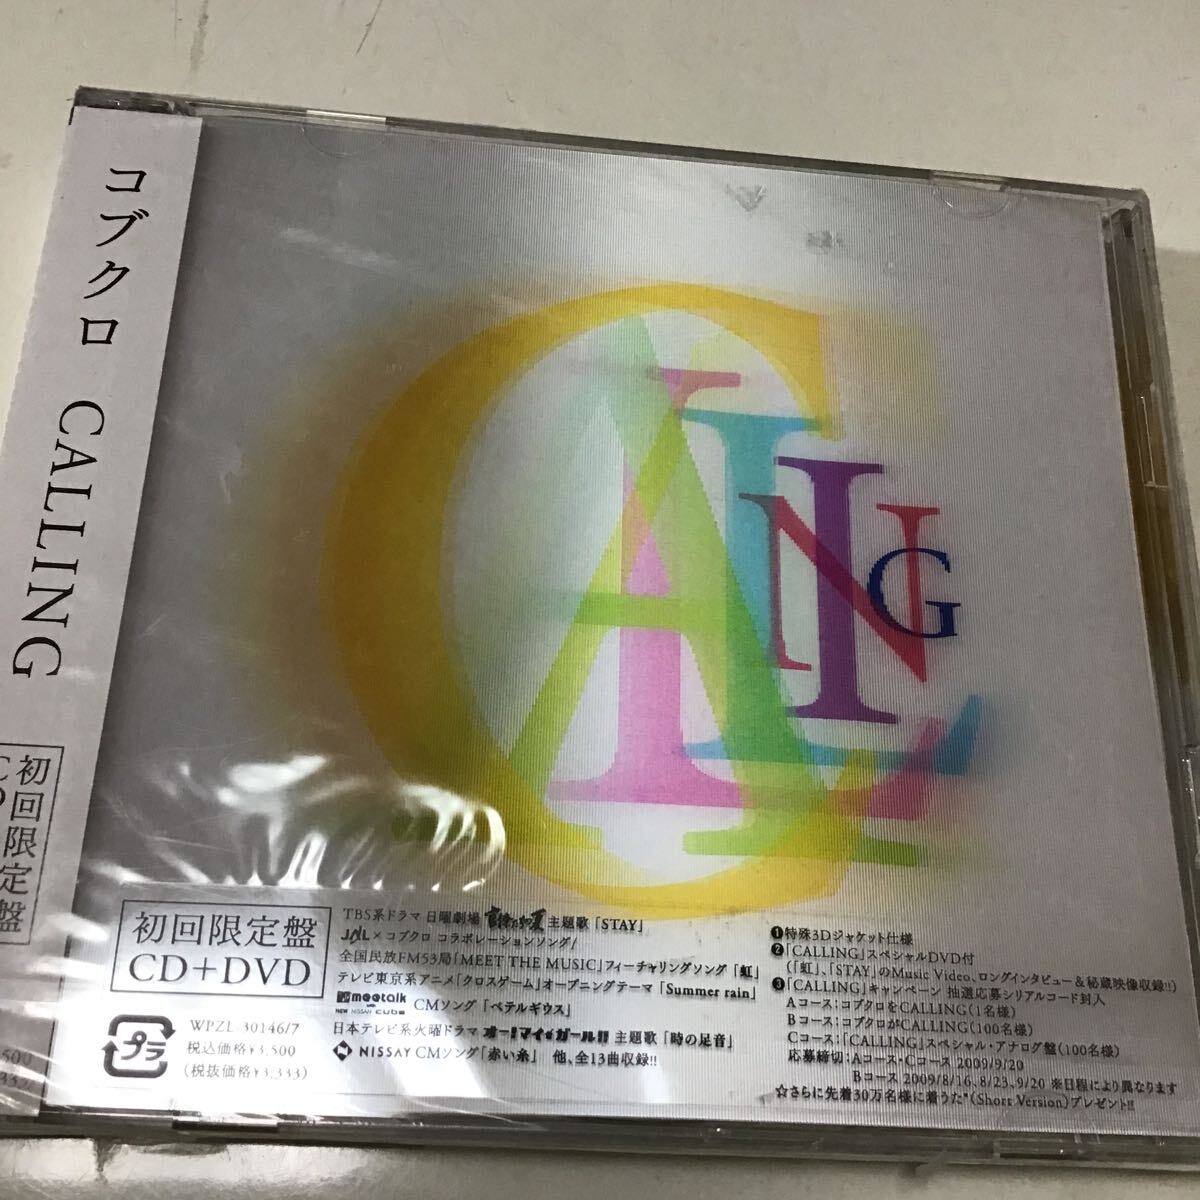 コブクロ CALLING
初回限定盤
CALLING
初回限定盤
CD+DVD
WPZL 30146/7
税込価格¥3,500
(税抜価格¥3,333)
プラ
TBS系ドラマ 日曜劇場 官僚たちの夏 主題歌「STAY」
JAL×コブクロ コラボレーションソング/
全国民放FM53局「MEET THE MUSIC」フィーチャリングソング「虹」
テレビ東京系アニメ「クロスゲーム」オープニングテーマ「Summer rain」
meetalk with NEW NISSAN cube CMソング「ベテルギウス」
日本テレビ系火曜ドラマ オー!マイ・ガール!! 主題歌「時の足音」
NISSAY CMソング「赤い糸」 他、全13曲収録!!
❶特殊3Dジャケット仕様
❷「CALLING」スペシャルDVD付
(「虹」、「STAY」のMusic Video、ロングインタビュー&秘蔵映像収録!!)
❸「CALLING」キャンペーン 抽選応募シリアルコード封入
Aコース:コブクロをCALLING(1名様)
Bコース:コブクロがCALLING(100名様)
Cコース:「CALLING」スペシャル・アナログ盤(100名様)
応募締切:Aコース・Cコース 2009/9/20
Bコース 2009/8/16、8/23、9/20 ※日程により異なります
☆さらに先着30万名様に着うた®(Short Version)プレゼント!!